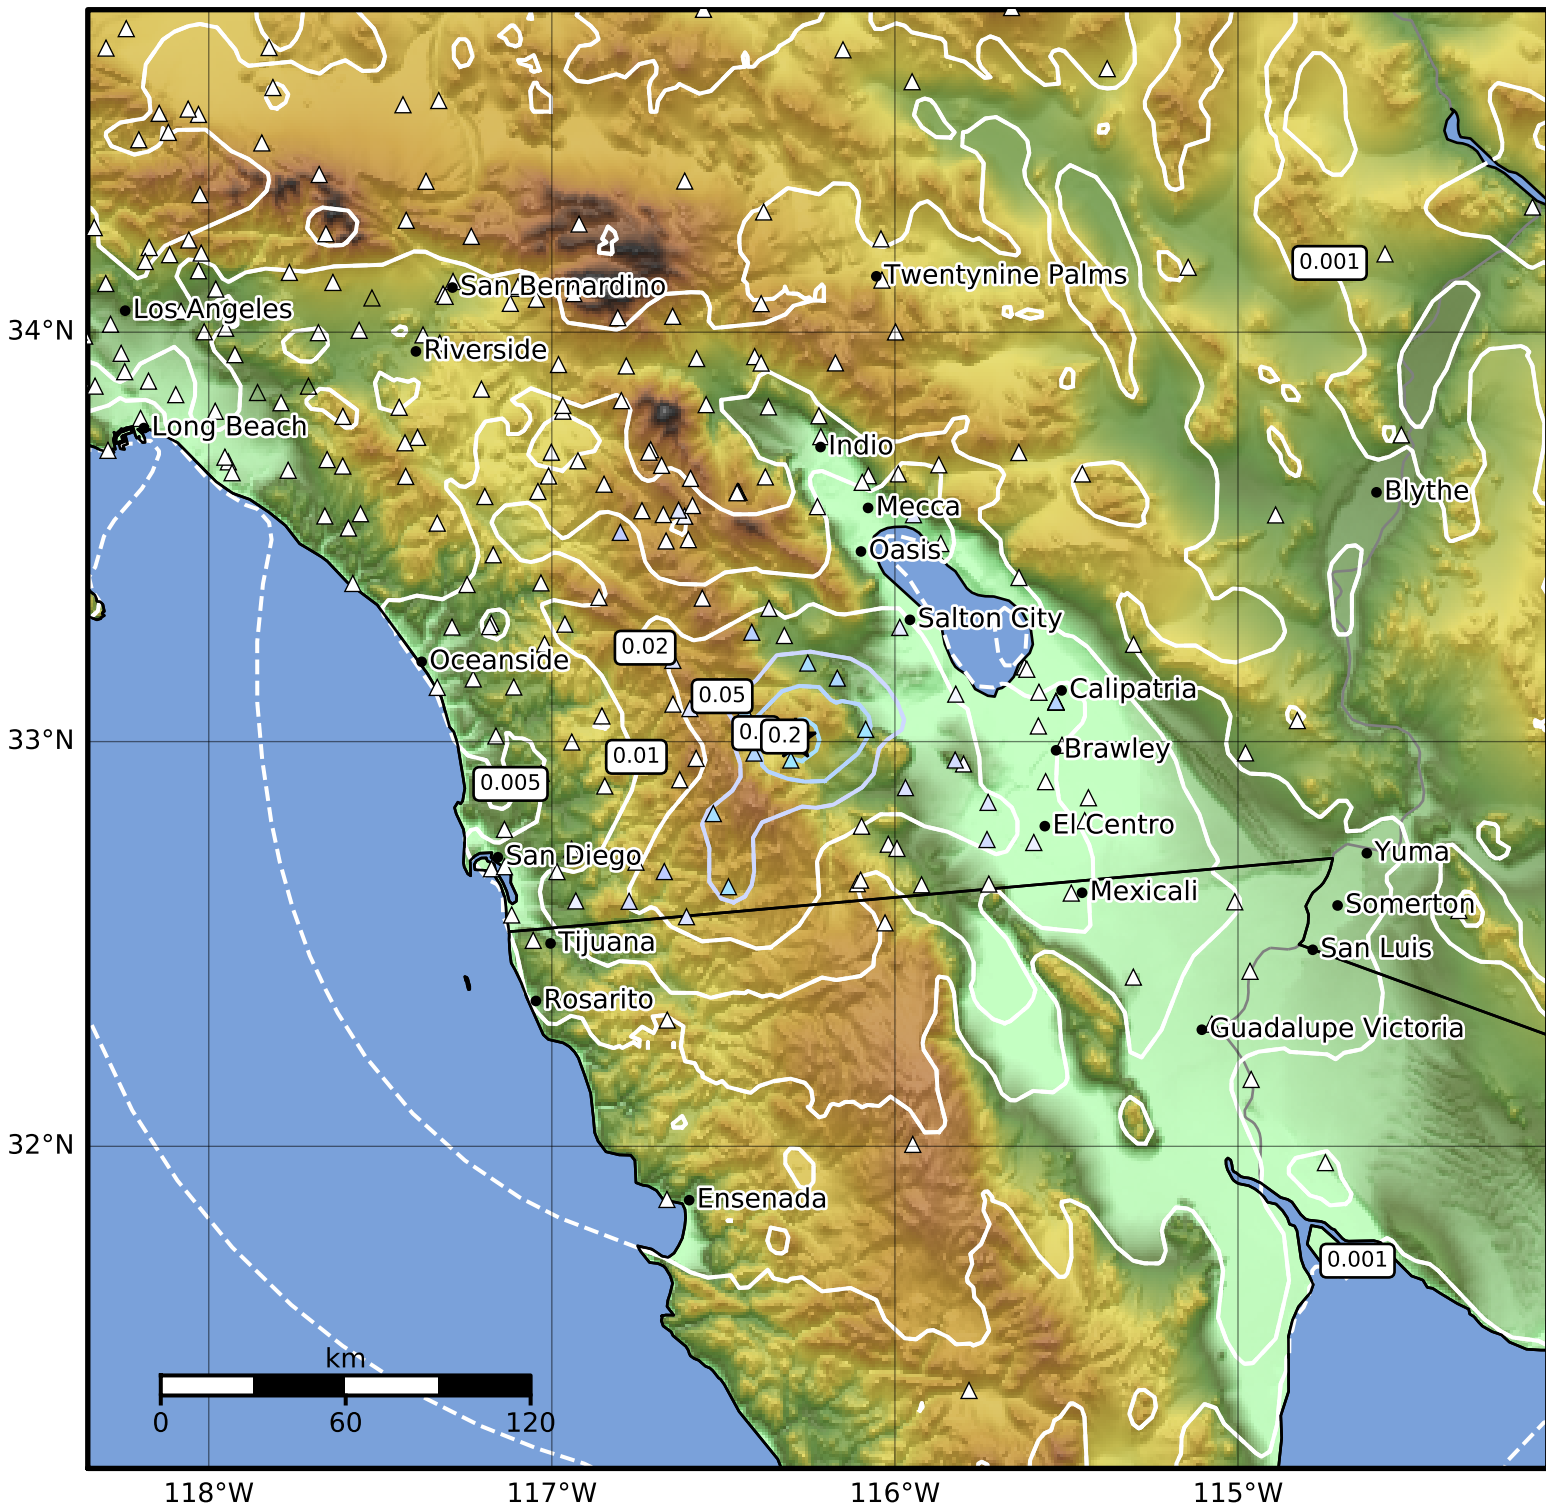 0.001
Twentynine Palms
San Bernardino
Los Angeles
34°N
Riverside
Long Beach
Indio
Blythe
Mecca
Oasis
Salton City
0.02
Oceanside
Calipatria
0.05
0.2
33°N
Brawley
0.01
0.005
El Centro
Yuma
San Diego
Mexicali
Somerton
Tijuana
San Luis
Rosarito
Guadalupe Victoria
32°N
Ensenada
0.001
km
0 60 120
118°W 117°W 116°W 115°W